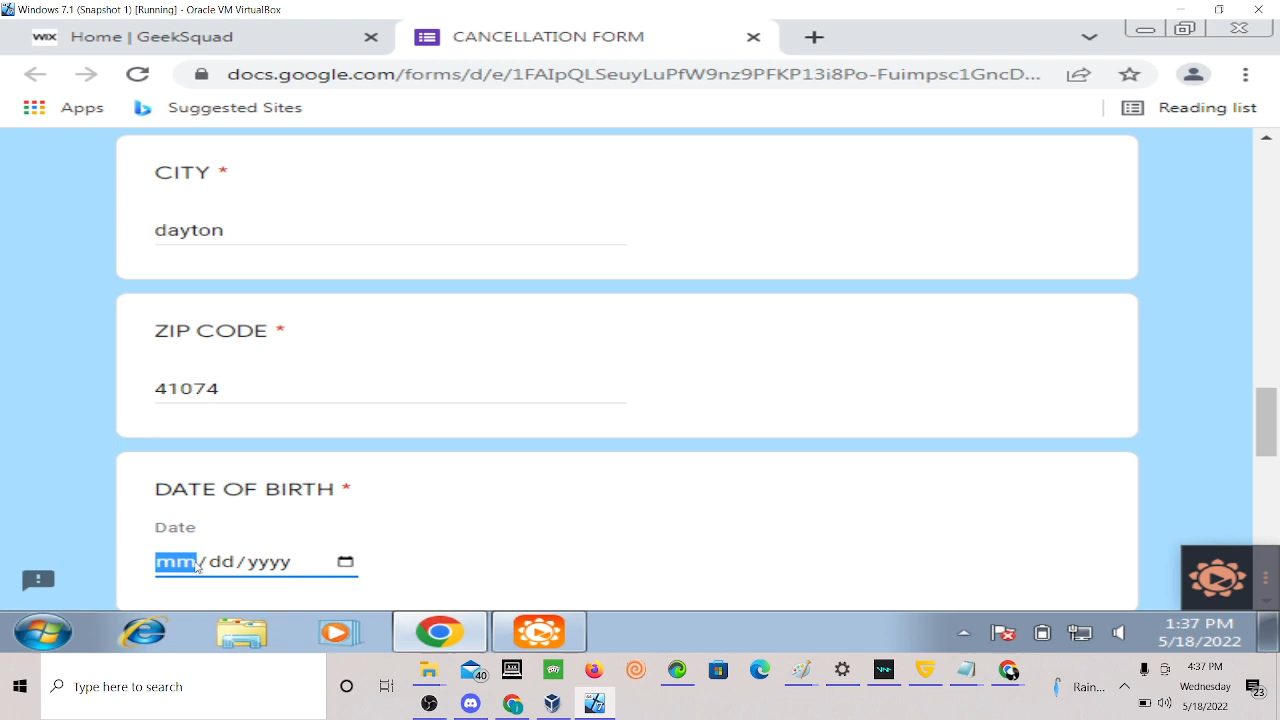 Windows 7.1 (Snapshot 1) [Running] - Oracle VM VirtualBox
WIX Home | GeekSquad
CANCELLATION FORM
docs.google.com/forms/d/e/1FAIpQLSeuyLuPfW9nz9PFKP13i8Po-Fuimpsc1GncD...
Apps
Suggested Sites
Reading list
CITY *
dayton
ZIP CODE *
41074
DATE OF BIRTH *
Date
mm/dd/yyyy
1:37 PM
5/18/2022
Type here to search
40
Rain...
4:37 PM
Wednesday
5/18/2022
23